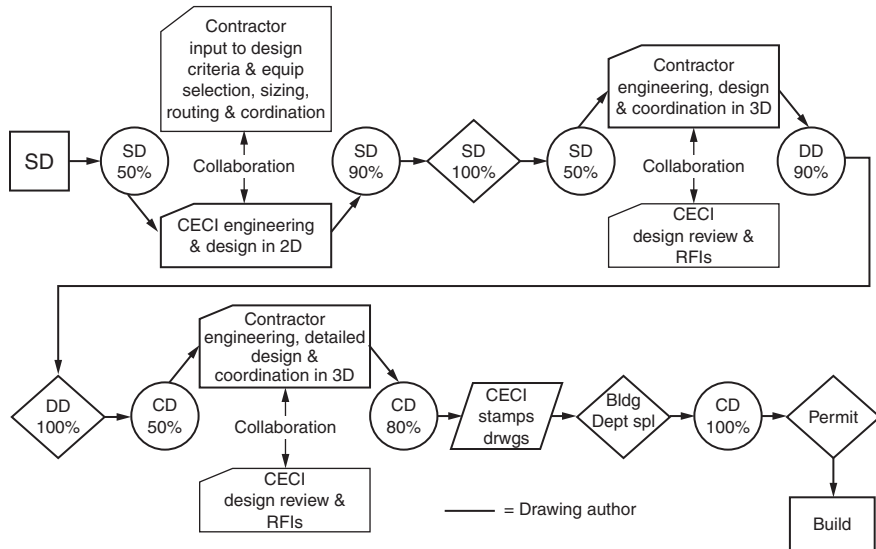 SD
SD
50%
Contractor
input to design
criteria & equip
selection, sizing,
routing & cordination
Collaboration
CECI engineering
& design in 2D
SD
90%
SD
100%
SD
50%
Contractor
engineering, design
& coordination in 3D
Collaboration
CECI
design review &
RFIs
DD
90%
DD
100%
CD
50%
Contractor
engineering, detailed
design &
coordination in 3D
Collaboration
CECI
design review &
RFIs
CD
80%
CECI
stamps
drwgs
Bldg
Dept spl
CD
100%
Permit
Build
= Drawing author